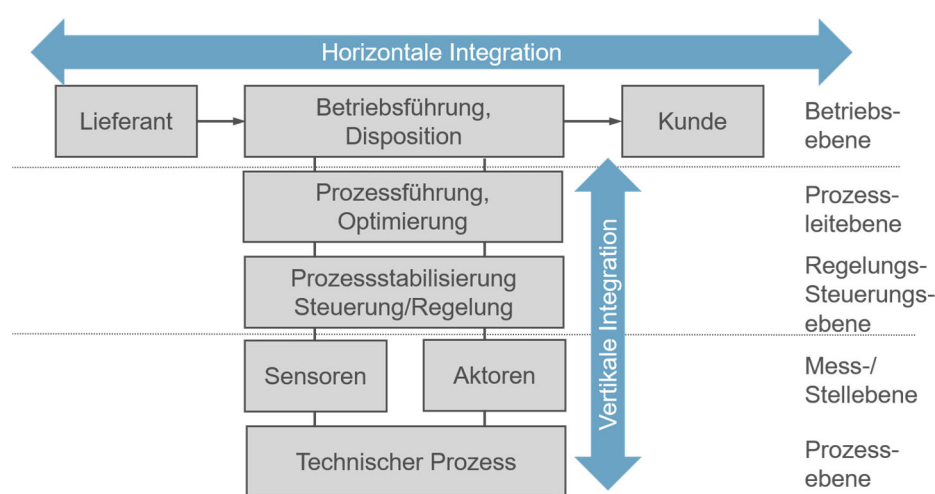 Horizontale Integration
Lieferant
Betriebsführung,
Disposition
Kunde
Betriebs-
ebene
Prozessführung,
Optimierung
Prozess-
leitebene
Prozessstabilisierung
Steuerung/Regelung
Regelungs-
Steuerungs-
ebene
Vertikale Integration
Sensoren
Aktoren
Mess-/
Stellebene
Technischer Prozess
Prozess-
ebene